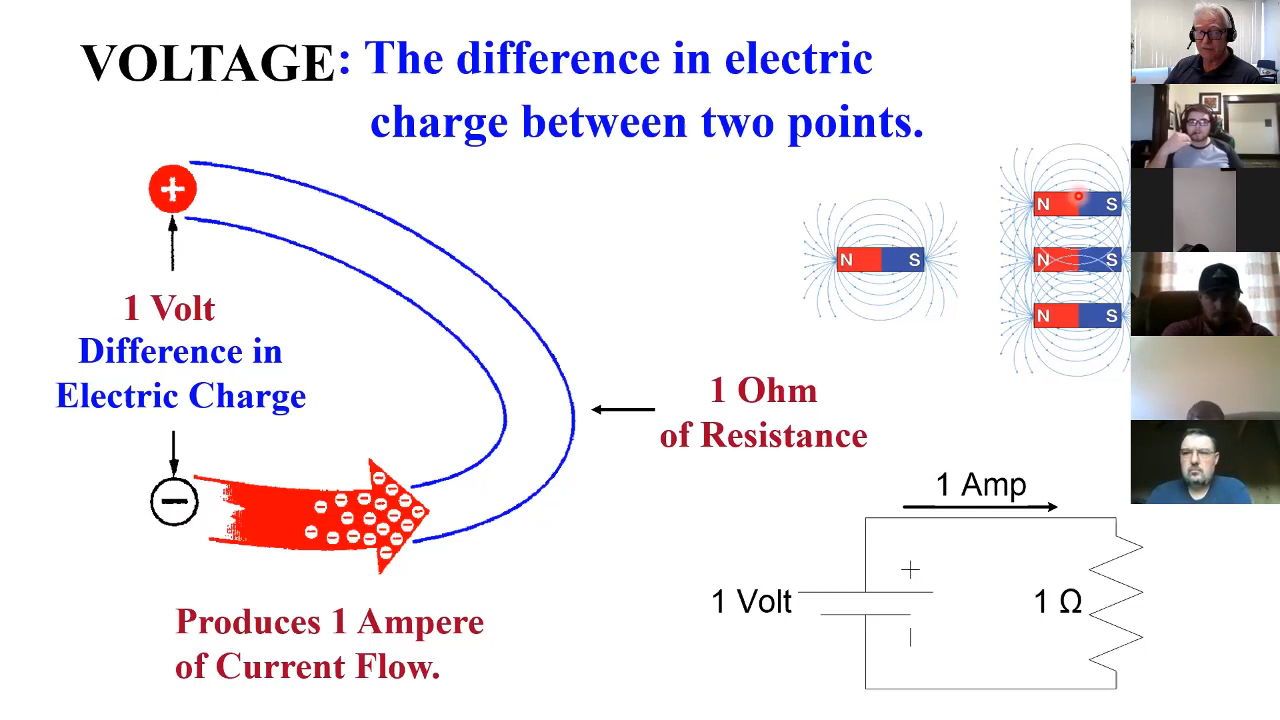 VOLTAGE: The difference in electric
charge between two points.
+
1 Volt
Difference in
Electric Charge
−
Produces 1 Ampere
of Current Flow.
N S
N S
N S
N S
1 Ohm
of Resistance
1 Amp
+
1 Volt
1 Ω
−